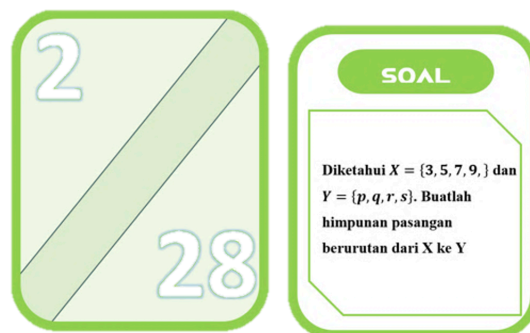 2
28
SOAL
Diketahui X = {3, 5, 7, 9, } dan
Y = {p, q, r, s}. Buatlah
himpunan pasangan
berurutan dari X ke Y